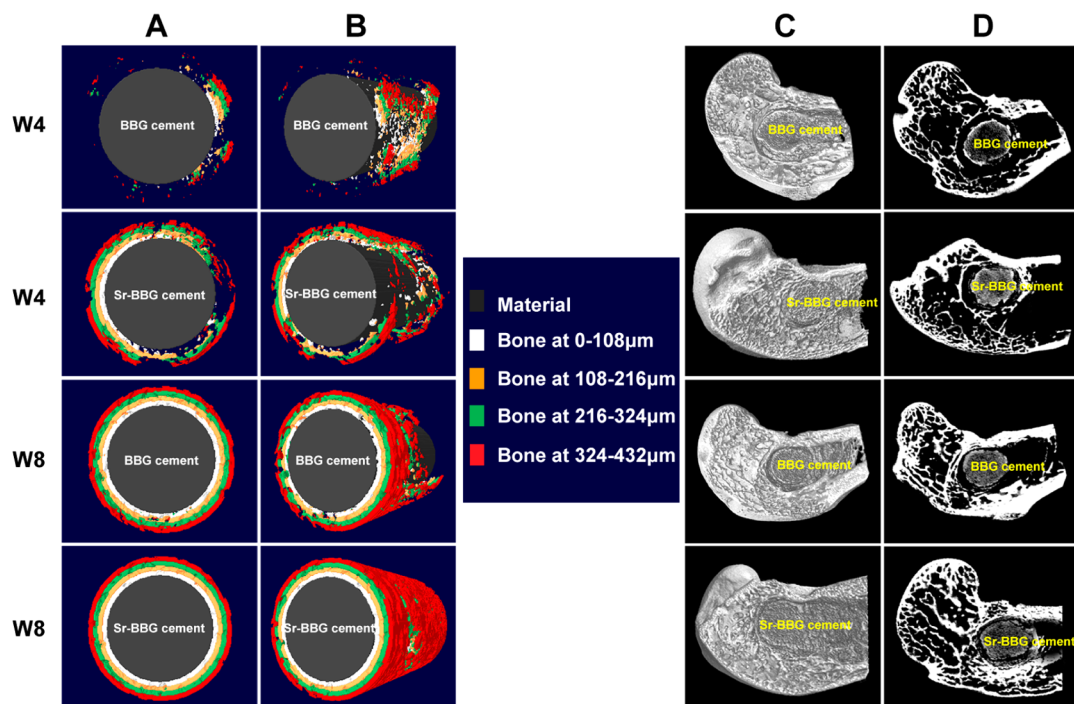 A
B
C
D
W4
BBG cement
BBG cement
BBG cement
BBG cement
W4
Sr-BBG cement
Sr-BBG cement
Sr-BBG cement
Sr-BBG cement
Material
Bone at 0-108μm
Bone at 108-216μm
Bone at 216-324μm
Bone at 324-432μm
W8
BBG cement
BBG cement
BBG cement
BBG cement
W8
Sr-BBG cement
Sr-BBG cement
Sr-BBG cement
Sr-BBG cement